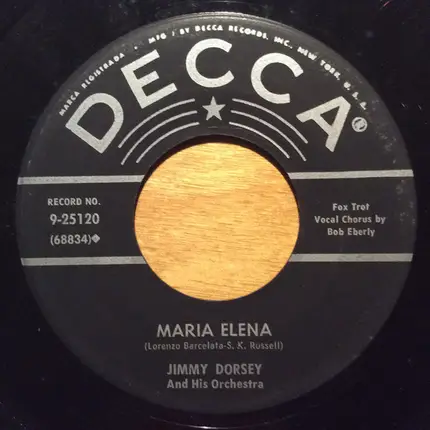 MARCA REGISTRADA • MFG'D BY DECCA RECORDS, INC., NEW YORK, U. S. A.
DECCA®
RECORD NO.
9-25120
(68834)◆
Fox Trot
Vocal Chorus by
Bob Eberly
MARIA ELENA
(Lorenzo Barcelata-S. K. Russell)
JIMMY DORSEY
And His Orchestra